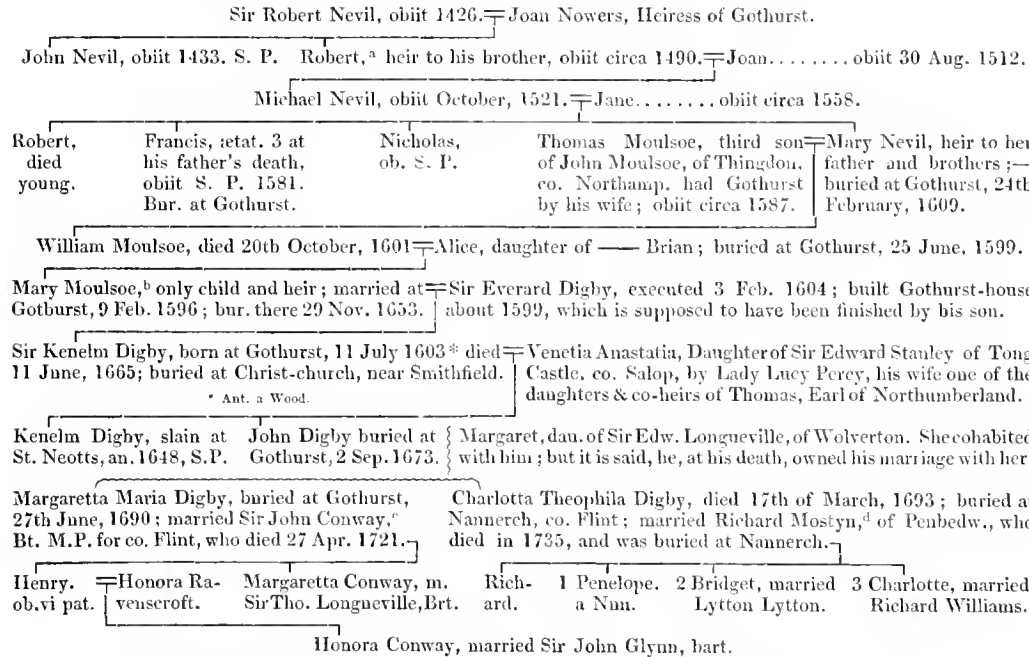 Sir Robert Nevil, obiit 1426. Joan Nowers, Heiress of Gothurst.
John Nevil, obiit 1433. S. P. Robert,ᵃ heir to his brother, obiit circa 1490. Joan........ obiit 30 Aug. 1512.
Michael Nevil, obiit October, 1521. Jane........ obiit circa 1558.
Robert,
died
young.
Francis, ætat. 3 at
his father's death,
obiit S. P. 1581.
Bur. at Gothurst.
Nicholas,
ob. S. P.
Thomas Moulsoe, third son
of John Moulsoe, of Thingdon,
co. Northamp. had Gothurst
by his wife; obiit circa 1587.
Mary Nevil, heir to her
father and brothers;—
buried at Gothurst, 24th
February, 1609.
William Moulsoe, died 20th October, 1601 Alice, daughter of —— Brian; buried at Gothurst, 25 June, 1599.
Mary Moulsoe,ᵇ only child and heir; married at
Gothurst, 9 Feb. 1596; bur. there 29 Nov. 1653.
Sir Everard Digby, executed 3 Feb. 1604; built Gothurst-house
about 1599, which is supposed to have been finished by his son.
Sir Kenelm Digby, born at Gothurst, 11 July 1603* died
11 June, 1665; buried at Christ-church, near Smithfield.
* Ant. a Wood.
Venetia Anastatia, Daughter of Sir Edward Stanley of Tong
Castle, co. Salop, by Lady Lucy Percy, his wife one of the
daughters & co-heirs of Thomas, Earl of Northumberland.
Kenelm Digby, slain at
St. Neotts, an. 1648, S.P.
John Digby buried at
Gothurst, 2 Sep. 1673.
Margaret, dau. of Sir Edw. Longueville, of Wolverton. She cohabited
with him; but it is said, he, at his death, owned his marriage with her
Margaretta Maria Digby, buried at Gothurst,
27th June, 1690; married Sir John Conway,ᶜ
Bt. M.P. for co. Flint, who died 27 Apr. 1721.
Charlotta Theophila Digby, died 17th of March, 1693; buried at
Nannerch, co. Flint; married Richard Mostyn,ᵈ of Penbedw., who
died in 1735, and was buried at Nannerch.
Henry.
ob.vi pat.
Honora Ra-
venscroft.
Margaretta Conway, m.
Sir Tho. Longueville, Brt.
Rich-
ard.
1 Penelope.
a Nun.
2 Bridget, married
Lytton Lytton.
3 Charlotte, married
Richard Williams.
Honora Conway, married Sir John Glynn, bart.